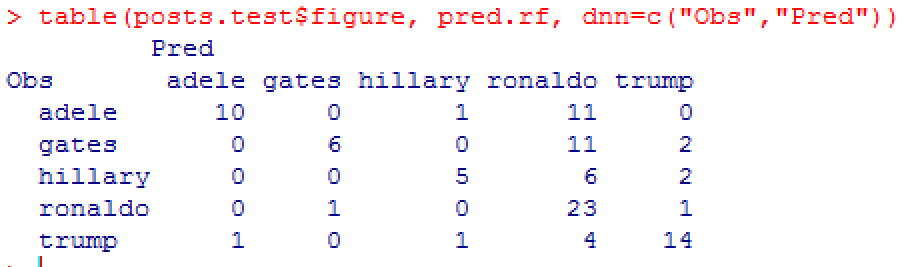 > table(posts.test$figure, pred.rf, dnn=c("Obs","Pred"))
Pred
Obs adele gates hillary ronaldo trump
adele 10 0 1 11 0
gates 0 6 0 11 2
hillary 0 0 5 6 2
ronaldo 0 1 0 23 1
trump 1 0 1 4 14